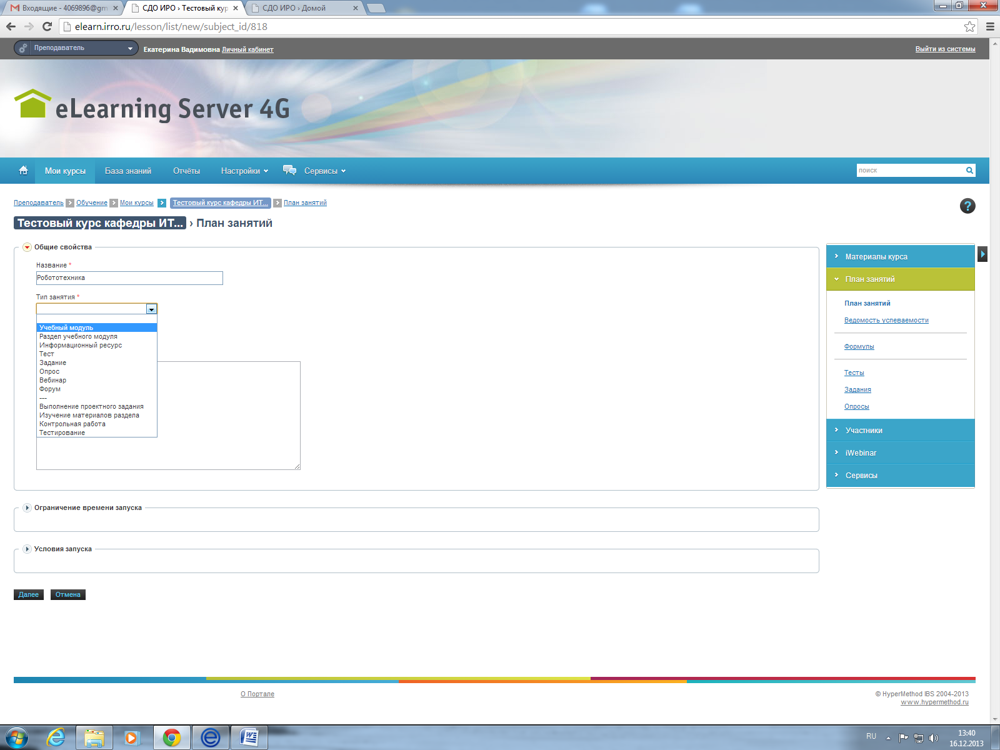 Входящие - 4069896@gm
СДО ИРО › Тестовый кур
СДО ИРО › Домой
elearn.irro.ru/lesson/list/new/subject_id/818
Преподаватель
Екатерина Вадимовна Личный кабинет
Выйти из системы
eLearning Server 4G
Мои курсы
База знаний
Отчёты
Настройки
Сервисы
поиск
Преподаватель
Обучение
Мои курсы
Тестовый курс кафедры ИТ...
План занятий
?
Тестовый курс кафедры ИТ... › План занятий
Общие свойства
Название *
Робототехника
Тип занятия *
Учебный модуль
Раздел учебного модуля
Информационный ресурс
Тест
Задание
Опрос
Вебинар
Форум
---
Выполнение проектного задания
Изучение материалов раздела
Контрольная работа
Тестирование
Ограничение времени запуска
Условия запуска
Далее
Отмена
Материалы курса
План занятий
План занятий
Ведомость успеваемости
Формулы
Тесты
Задания
Опросы
Участники
iWebinar
Сервисы
О Портале
© HyperMethod IBS 2004-2013
www.hypermethod.ru
RU
13:40
16.12.2013